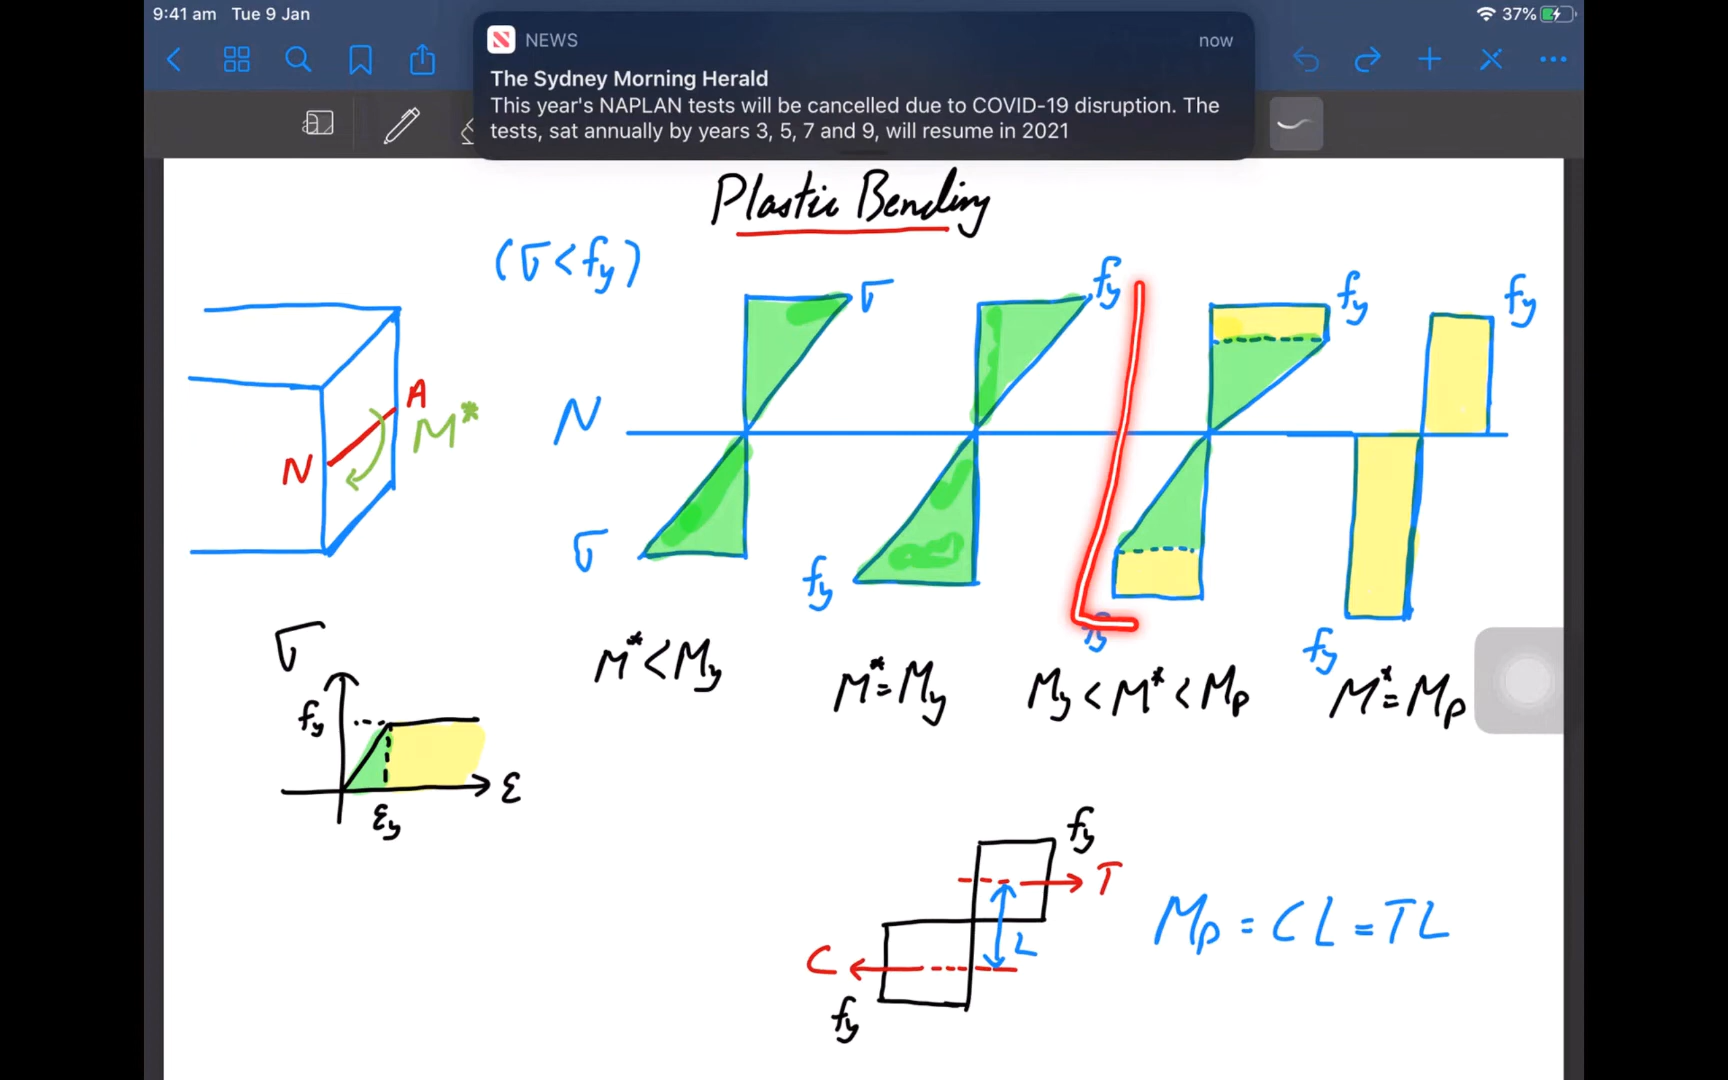 9:41 am Tue 9 Jan
37%
NEWS
now
The Sydney Morning Herald
This year's NAPLAN tests will be cancelled due to COVID-19 disruption. The
tests, sat annually by years 3, 5, 7 and 9, will resume in 2021
Plastic Bending
(σ < fy)
σ
fy
fy
fy
A
M*
N
N
σ
fy
fy
fy
M* < My
M* = My
My < M* < Mp
M* = Mp
σ
fy
εy
ε
fy
T
L
C
fy
Mp = CL = TL